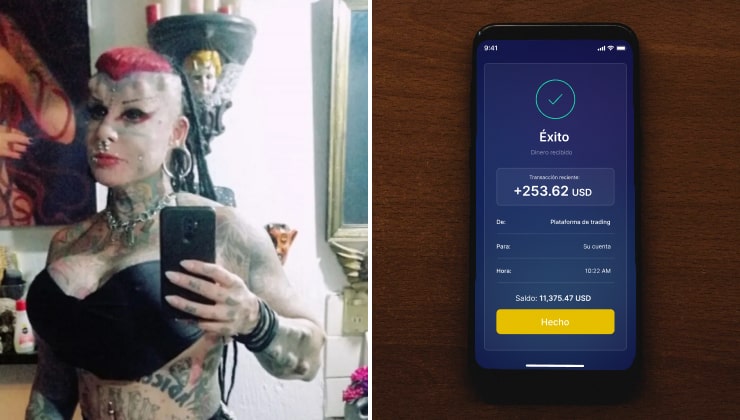 9:41
Éxito
Dinero recibido
Transacción reciente:
+253.62 USD
De: Plataforma de trading
Para: Su cuenta
Hora: 10:22 AM
Saldo: 11,375.47 USD
Hecho